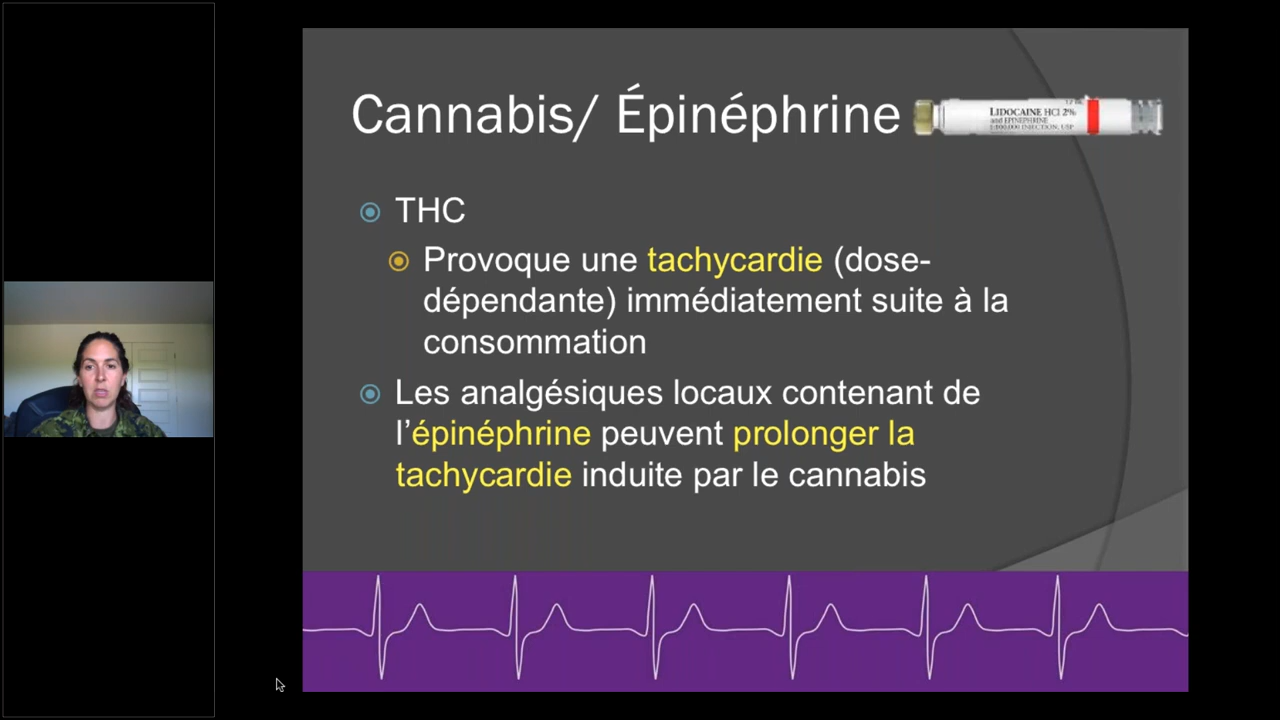 Cannabis/ Épinéphrine
LIDOCAINE HCl 2%
and EPINEPHRINE
1:100,000 INJECTION, USP
THC
Provoque une tachycardie (dose-
dépendante) immédiatement suite à la
consommation
Les analgésiques locaux contenant de
l’épinéphrine peuvent prolonger la
tachycardie induite par le cannabis